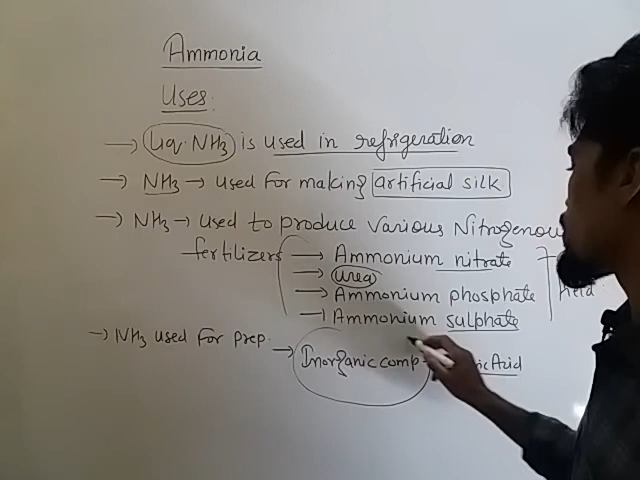 Ammonia
Uses:
→ Liq. NH3 is used in refrigeration
→ NH3 → used for making artificial silk
→ NH3 → used to produce various Nitrogenous
fertilizers → Ammonium nitrate
→ urea
→ Ammonium phosphate
→ Ammonium sulphate
→ NH3 used for prep.
→ Inorganic comp Acid